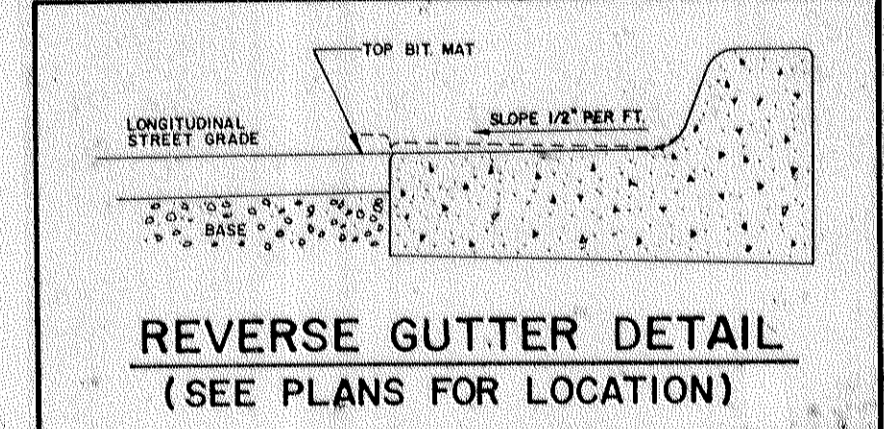 TOP BIT. MAT
LONGITUDINAL
STREET GRADE
SLOPE 1/2" PER FT.
BASE
REVERSE GUTTER DETAIL
(SEE PLANS FOR LOCATION)